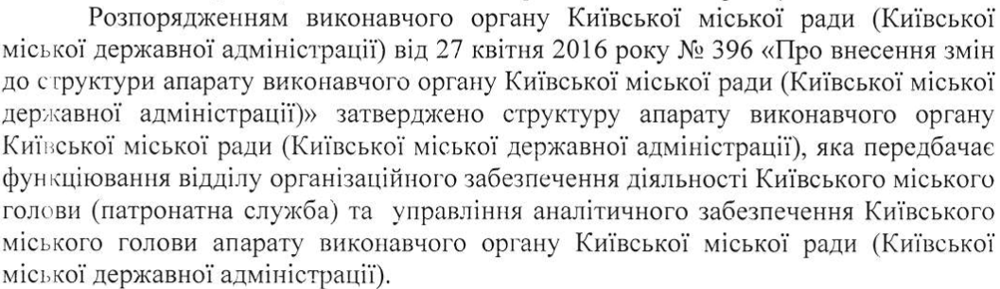 Розпорядженням виконавчого органу Київської міської ради (Київської
міської державної адміністрації) від 27 квітня 2016 року № 396 «Про внесення змін
до структури апарату виконавчого органу Київської міської ради (Київської міської
державної адміністрації)» затверджено структуру апарату виконавчого органу
Київської міської ради (Київської міської державної адміністрації), яка передбачає
функціювання відділу організаційного забезпечення діяльності Київського міського
голови (патронатна служба) та управління аналітичного забезпечення Київського
міського голови апарату виконавчого органу Київської міської ради (Київської
міської державної адміністрації).